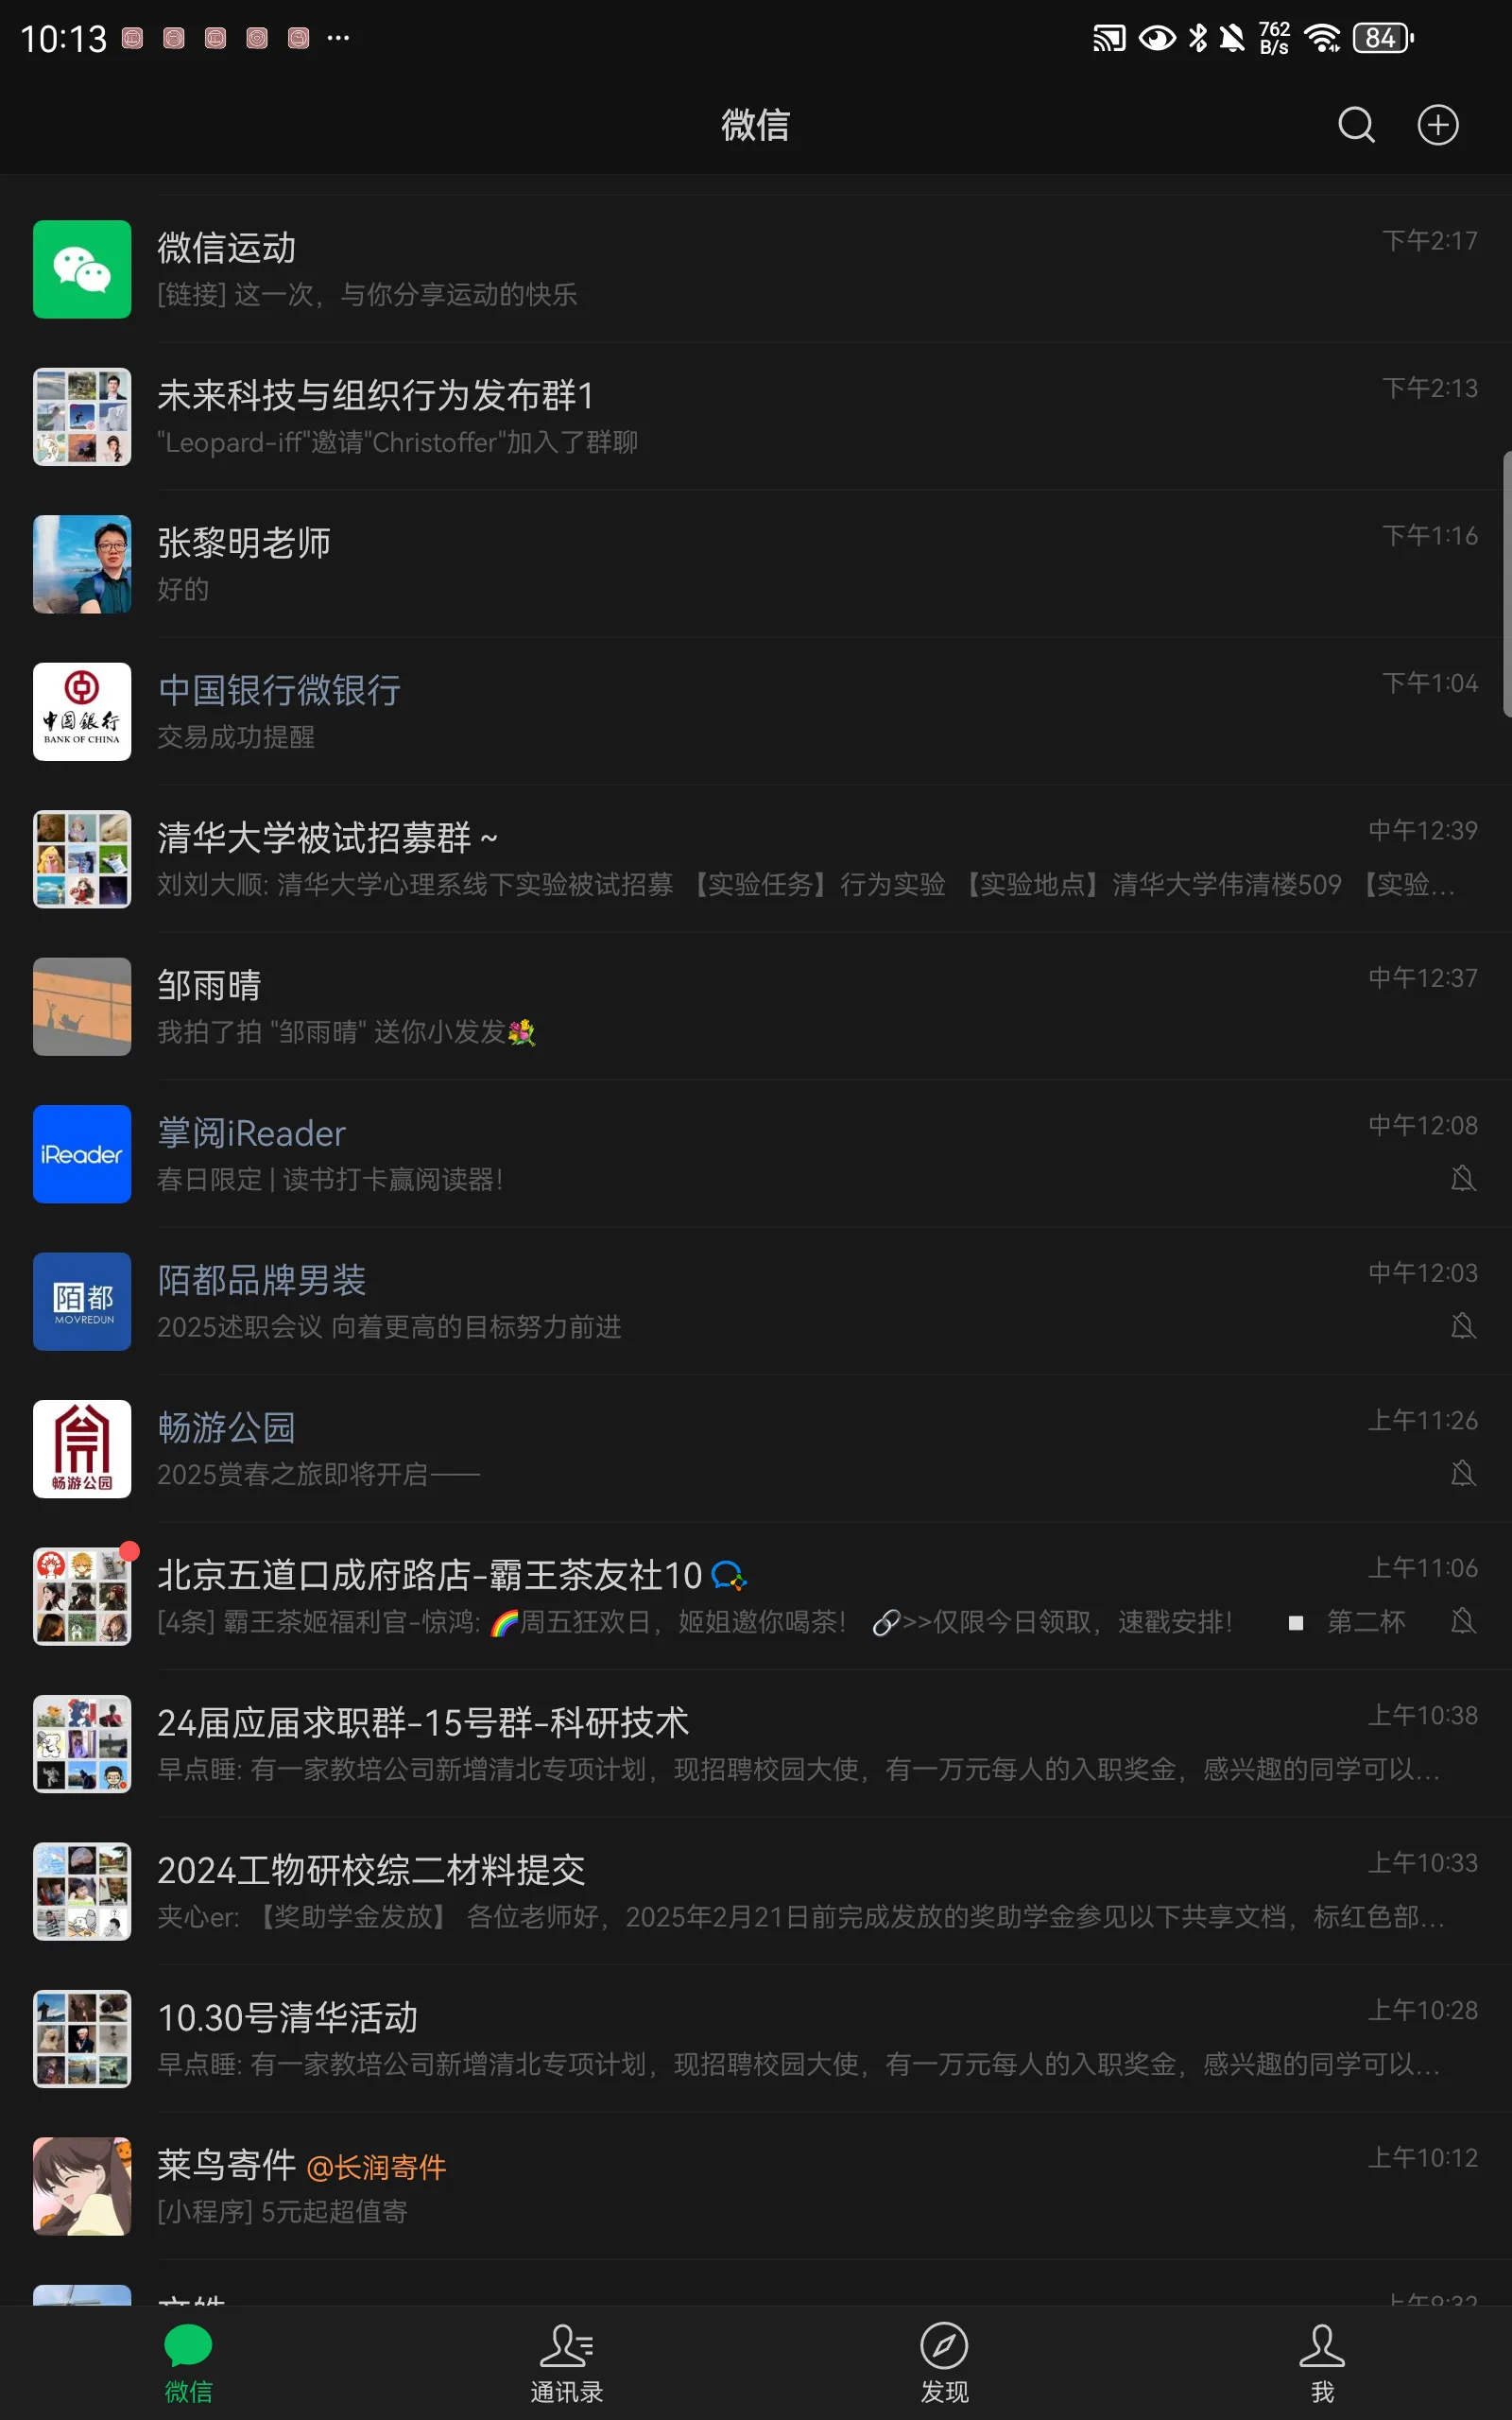 10:13
762
B/s
84
微信
微信运动
下午2:17
[链接] 这一次，与你分享运动的快乐
未来科技与组织行为发布群1
下午2:13
"Leopard-iff"邀请"Christoffer"加入了群聊
张黎明老师
下午1:16
好的
中国银行微银行
下午1:04
中国銀行
BANK OF CHINA
交易成功提醒
清华大学被试招募群 ~
中午12:39
刘刘大顺: 清华大学心理系线下实验被试招募 【实验任务】行为实验 【实验地点】清华大学伟清楼509 【实验...
邹雨晴
中午12:37
我拍了拍 "邹雨晴" 送你小发发💐
掌阅iReader
中午12:08
iReader
春日限定 | 读书打卡赢阅读器！
陌都品牌男装
中午12:03
陌都
MOVREDUN
2025述职会议 向着更高的目标努力前进
畅游公园
上午11:26
畅游公园
2025赏春之旅即将开启——
北京五道口成府路店-霸王茶友社10
上午11:06
[4条] 霸王茶姬福利官-惊鸿: 🌈周五狂欢日，姬姐邀你喝茶！ 🔗>>仅限今日领取，速戳安排！ ▪ 第二杯
24届应届求职群-15号群-科研技术
上午10:38
早点睡: 有一家教培公司新增清北专项计划，现招聘校园大使，有一万元每人的入职奖金，感兴趣的同学可以...
2024工物研校综二材料提交
上午10:33
夹心er: 【奖助学金发放】 各位老师好，2025年2月21日前完成发放的奖助学金参见以下共享文档，标红色部...
10.30号清华活动
上午10:28
早点睡: 有一家教培公司新增清北专项计划，现招聘校园大使，有一万元每人的入职奖金，感兴趣的同学可以...
莱鸟寄件 @长润寄件
上午10:12
[小程序] 5元起超值寄
上午9:32
微信
通讯录
发现
我